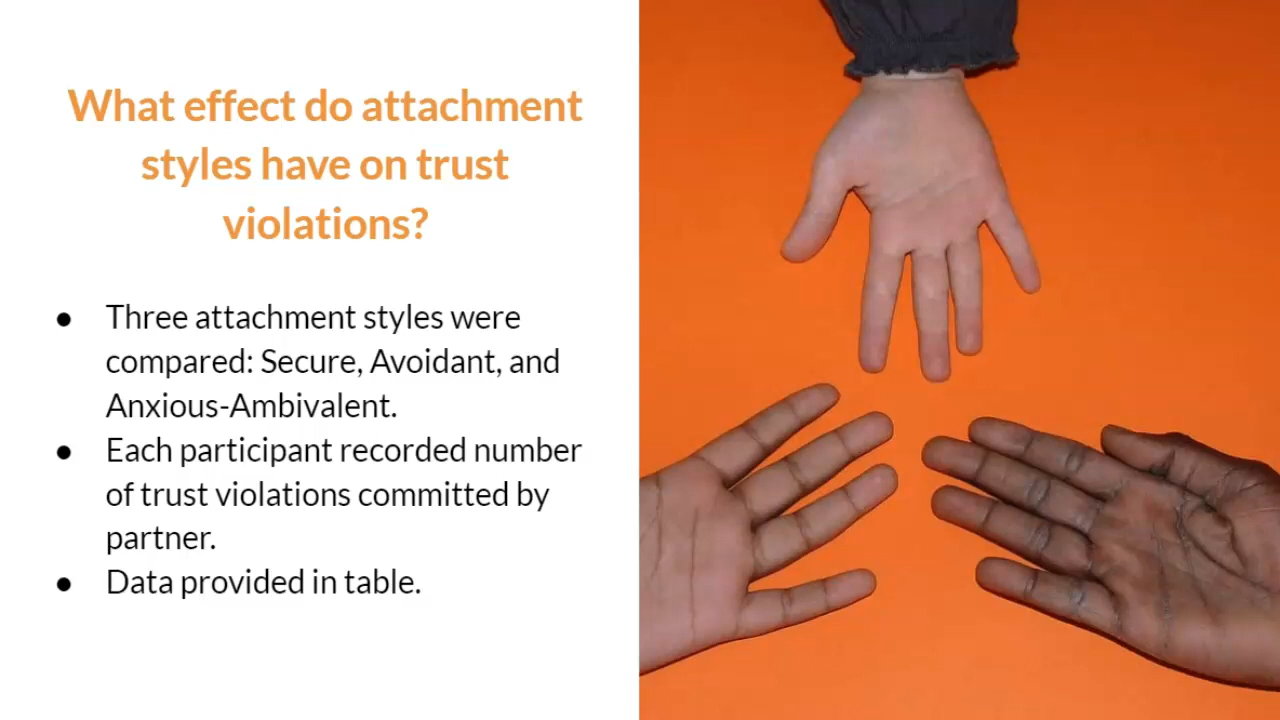 What effect do attachment
styles have on trust
violations?
● Three attachment styles were
compared: Secure, Avoidant, and
Anxious-Ambivalent.
● Each participant recorded number
of trust violations committed by
partner.
● Data provided in table.